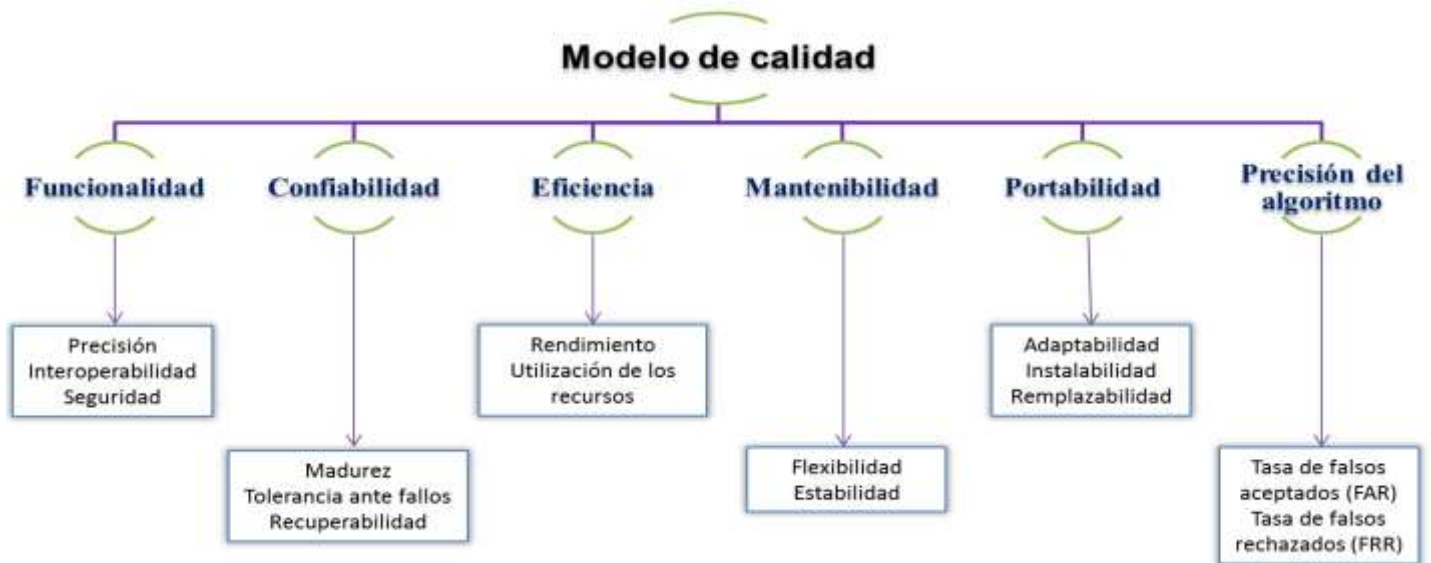 Modelo de calidad
Funcionalidad
Confiabilidad
Eficiencia
Mantenibilidad
Portabilidad
Precisión del
algoritmo
Precisión
Interoperabilidad
Seguridad
Madurez
Tolerancia ante fallos
Recuperabilidad
Rendimiento
Utilización de los
recursos
Flexibilidad
Estabilidad
Adaptabilidad
Instalabilidad
Remplazabilidad
Tasa de falsos
aceptados (FAR)
Tasa de falsos
rechazados (FRR)